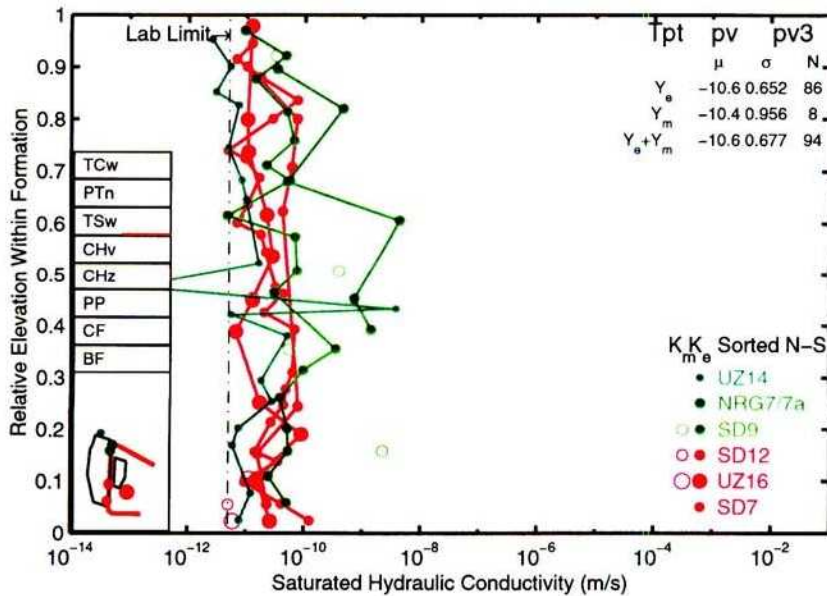 Lab Limit
Tpt pv pv3
μ σ N
Ye −10.6 0.652 86
Ym −10.4 0.956 8
Ye+Ym −10.6 0.677 94
1
0.9
0.8
0.7
0.6
0.5
0.4
0.3
0.2
0.1
0
Relative Elevation Within Formation
TCw
PTn
TSw
CHv
CHz
PP
CF
BF
KmKe Sorted N−S
UZ14
NRG7/7a
SD9
SD12
UZ16
SD7
10−14 10−12 10−10 10−8 10−6 10−4 10−2
Saturated Hydraulic Conductivity (m/s)